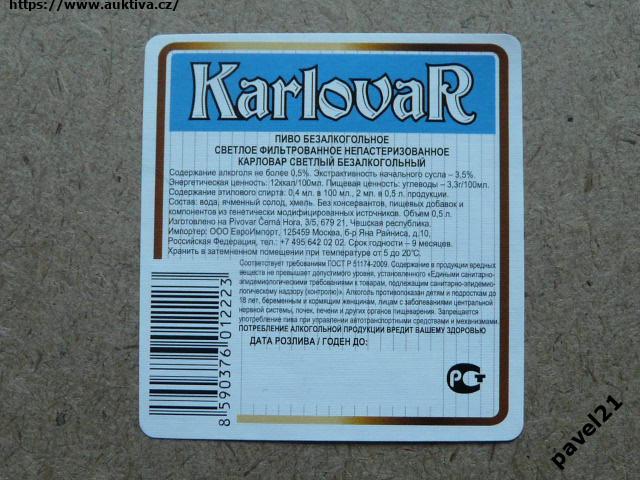 https://www.auktiva.cz/
KarlovaR
ПИВО БЕЗАЛКОГОЛЬНОЕ
СВЕТЛОЕ ФИЛЬТРОВАННОЕ НЕПАСТЕРИЗОВАННОЕ
КАРЛОВАР СВЕТЛЫЙ БЕЗАЛКОГОЛЬНЫЙ
Содержание алкоголя не более 0,5%. Экстрактивность начального сусла – 3,5%.
Энергетическая ценность: 12ккал/100мл. Пищевая ценность: углеводы – 3,3г/100мл.
Содержание этилового спирта: 0,4 мл. в 100 мл., 2 мл. в 0,5 л. продукции.
Состав: вода, ячменный солод, хмель. Без консервантов, пищевых добавок и
компонентов из генетически модифицированных источников. Объем 0,5 л.
Изготовлено на Pivovar Černá Hora, 3/5, 679 21, Чешская республика.
Импортер: ООО ЕвроИмпорт, 125459 Москва, б-р Яна Райниса, д.10,
Российская Федерация, тел.: +7 495 642 02 02. Срок годности – 9 месяцев.
Хранить в затемненном помещении при температуре от 5 до 20°С.
Соответствует требованиям ГОСТ Р 51174-2009. Содержание в продукции вредных
веществ не превышает допустимого уровня, установленного «Едиными санитарно-
эпидемиологическими требованиями к товарам, подлежащим санитарно-эпидемио-
логическому надзору (контролю)». Алкоголь противопоказан детям и подросткам до
18 лет, беременным и кормящим женщинам, лицам с заболеваниями центральной
нервной системы, почек, печени и других органов пищеварения. Запрещается
употребление пива при управлении автотранспортными средствами и механизмами.
ПОТРЕБЛЕНИЕ АЛКОГОЛЬНОЙ ПРОДУКЦИИ ВРЕДИТ ВАШЕМУ ЗДОРОВЬЮ
ДАТА РОЗЛИВА / ГОДЕН ДО:
8 590376 012223
РСТ
pavel21